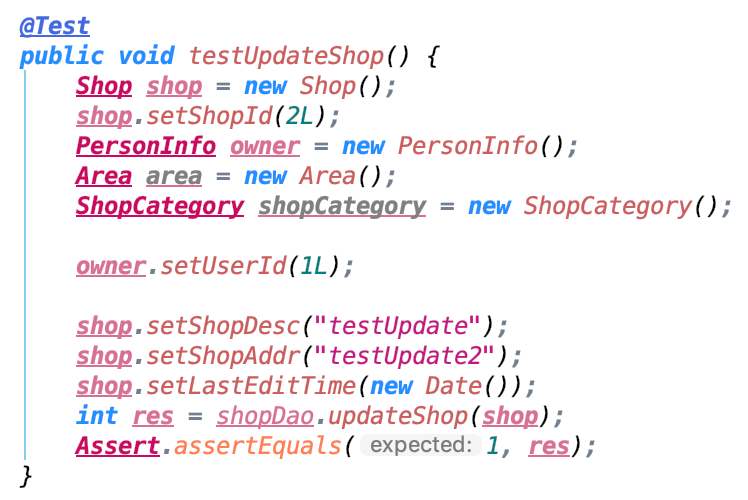 @Test
public void testUpdateShop() {
    Shop shop = new Shop();
    shop.setShopId(2L);
    PersonInfo owner = new PersonInfo();
    Area area = new Area();
    ShopCategory shopCategory = new ShopCategory();

    owner.setUserId(1L);

    shop.setShopDesc("testUpdate");
    shop.setShopAddr("testUpdate2");
    shop.setLastEditTime(new Date());
    int res = shopDao.updateShop(shop);
    Assert.assertEquals( expected: 1, res);
}